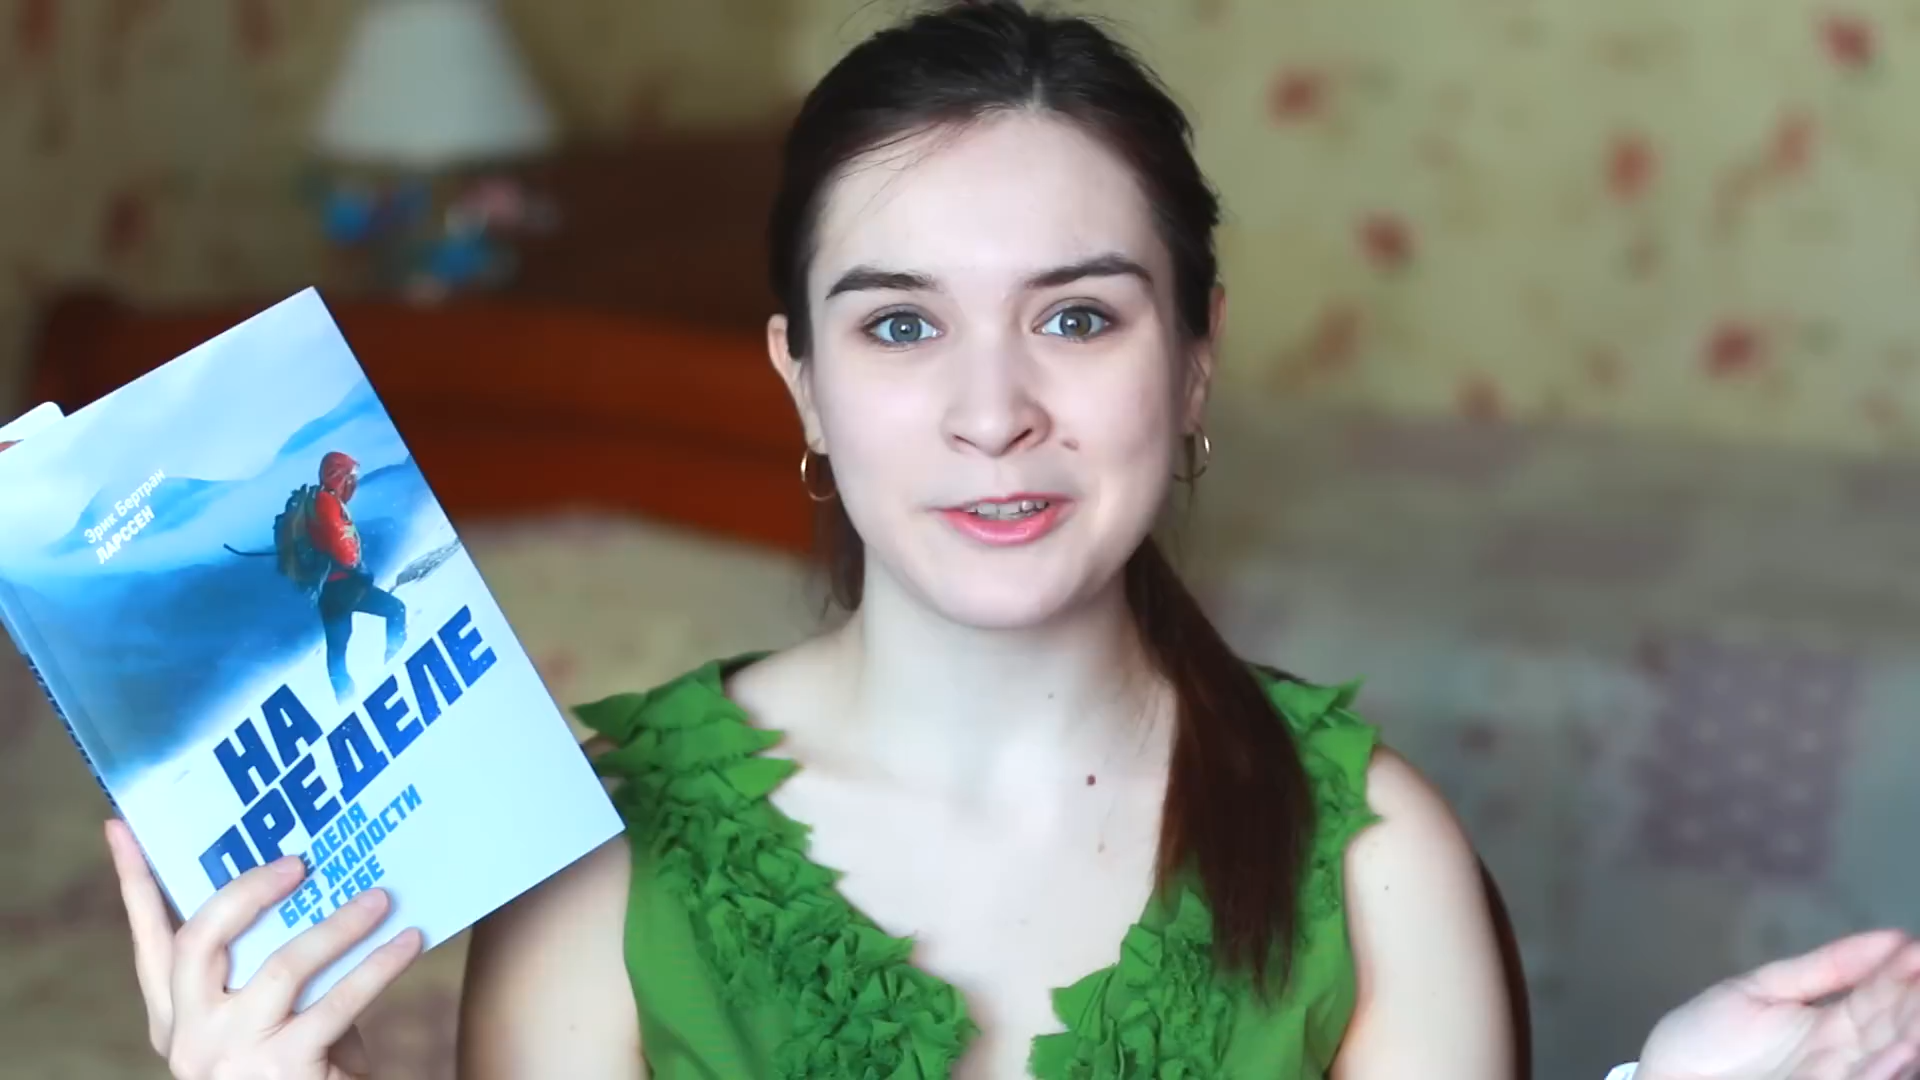 Эрик Бертран
ЛАРССЕН
НА
ПРЕДЕЛЕ
БЕЗ ЖАЛОСТИ
К СЕБЕ